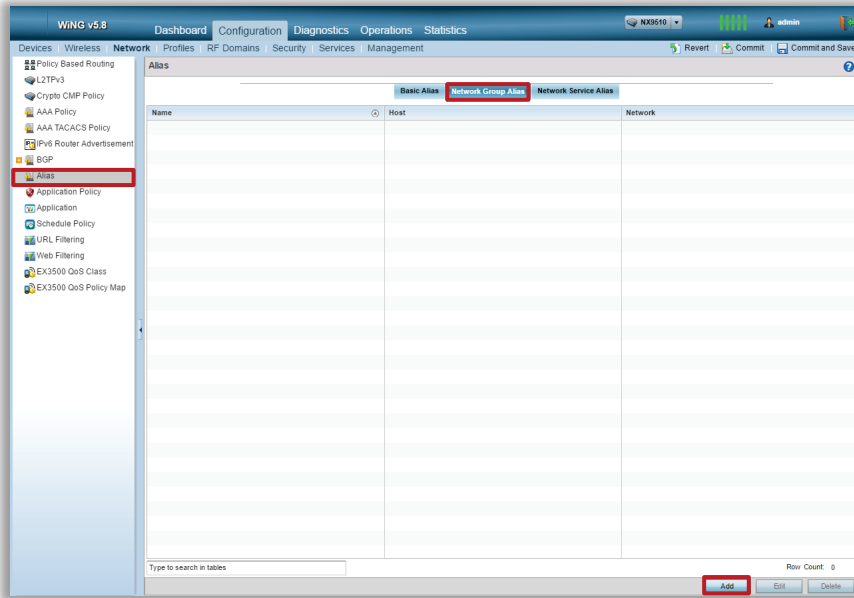 WiNG v5.8
Dashboard Configuration Diagnostics Operations Statistics
NX9510
admin
Devices Wireless Network Profiles RF Domains Security Services Management
Revert Commit Commit and Save
Policy Based Routing
L2TPv3
Crypto CMP Policy
AAA Policy
AAA TACACS Policy
IPv6 Router Advertisement
BGP
Alias
Application Policy
Application
Schedule Policy
URL Filtering
Web Filtering
EX3500 QoS Class
EX3500 QoS Policy Map
Alias
Basic Alias Network Group Alias Network Service Alias
Name Host Network
Type to search in tables
Row Count: 0
Add Edit Delete